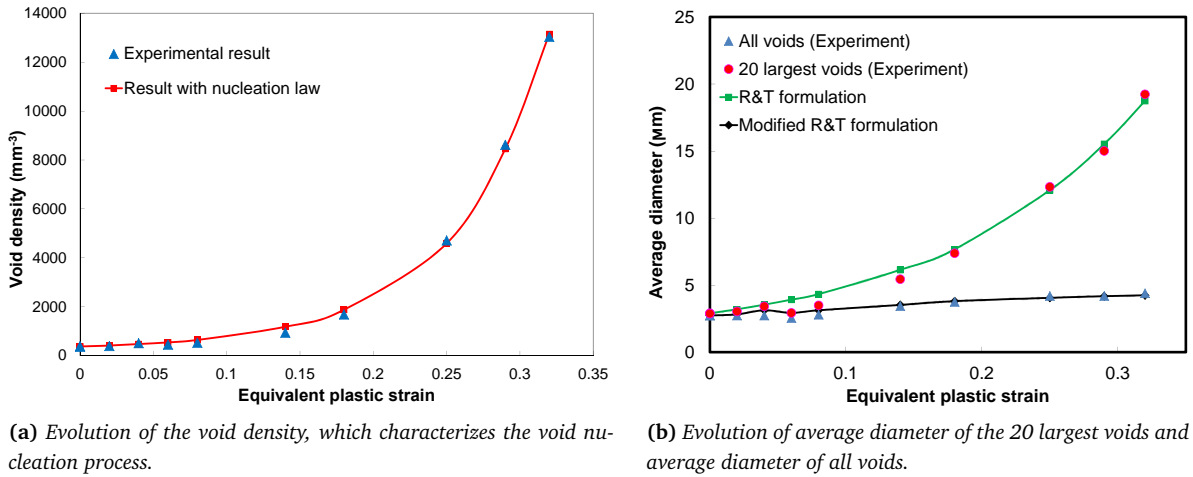 14000
12000
10000
8000
6000
4000
2000
0
Void density (mm⁻³)
Experimental result
Result with nucleation law
0 0.05 0.1 0.15 0.2 0.25 0.3 0.35
Equivalent plastic strain
(a) Evolution of the void density, which characterizes the void nu-
cleation process.
25
20
15
10
5
0
Average diameter (мm)
All voids (Experiment)
20 largest voids (Experiment)
R&T formulation
Modified R&T formulation
0 0.1 0.2 0.3
Equivalent plastic strain
(b) Evolution of average diameter of the 20 largest voids and
average diameter of all voids.